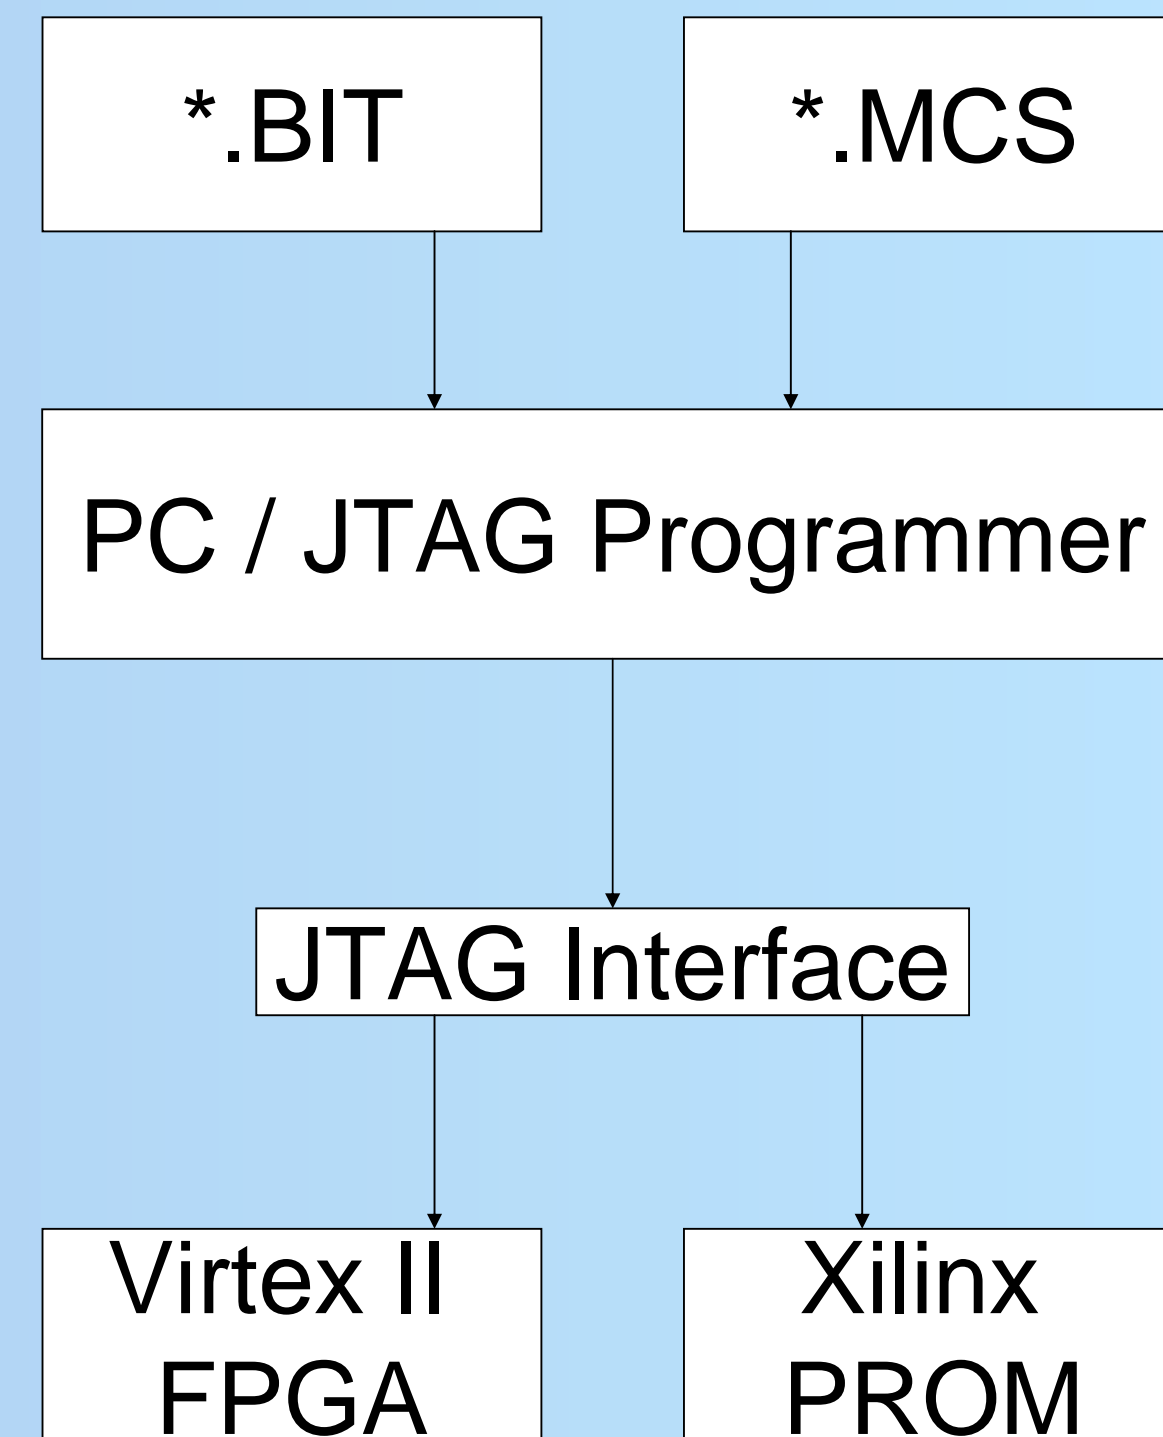 *.BIT
*.MCS
PC / JTAG Programmer
JTAG Interface
Virtex II
FPGA
Xilinx
PROM